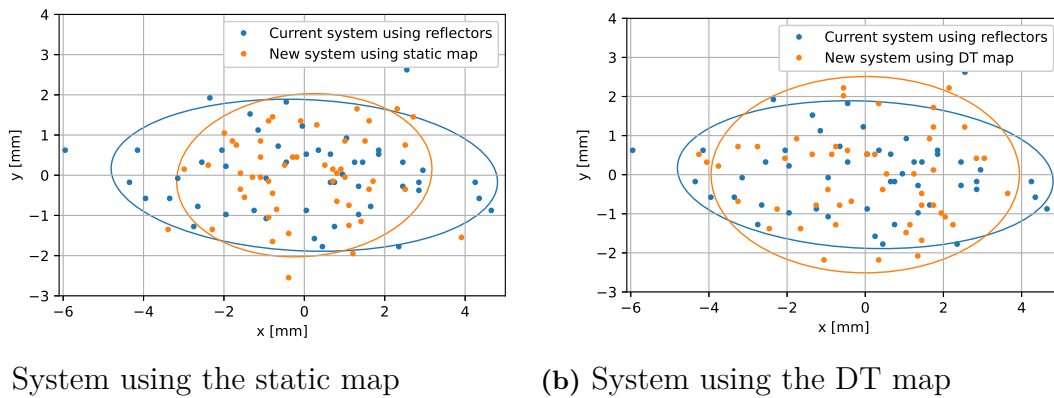 4
3
2
1
0
−1
−2
−3
y [mm]
−6
−4
−2
0
2
4
x [mm]
Current system using reflectors
New system using static map
4
3
2
1
0
−1
−2
−3
y [mm]
−6
−4
−2
0
2
4
x [mm]
Current system using reflectors
New system using DT map
System using the static map
(b) System using the DT map